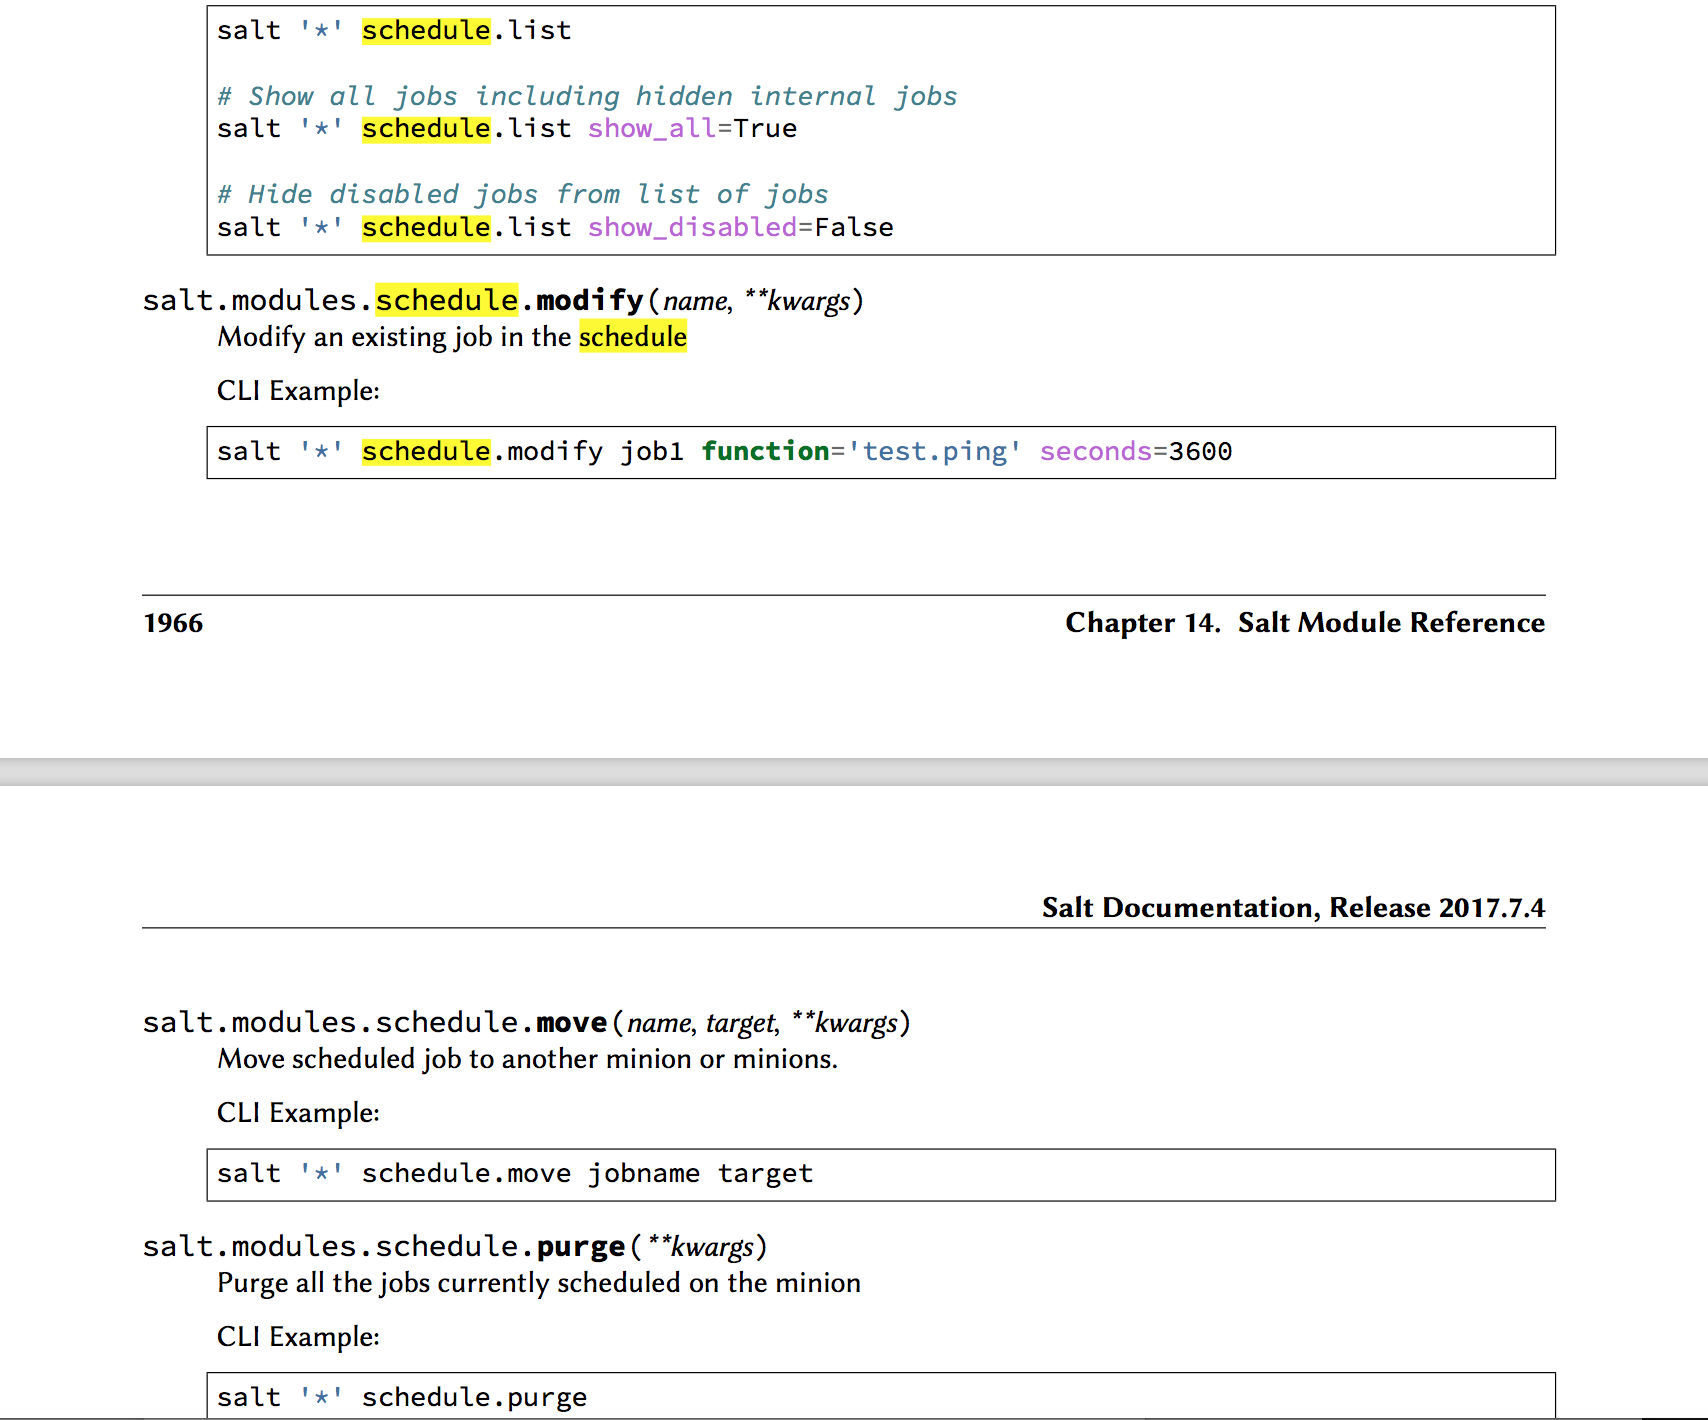 salt '*' schedule.list
# Show all jobs including hidden internal jobs
salt '*' schedule.list show_all=True
# Hide disabled jobs from list of jobs
salt '*' schedule.list show_disabled=False
salt.modules.schedule.modify(name, **kwargs)
Modify an existing job in the schedule
CLI Example:
salt '*' schedule.modify job1 function='test.ping' seconds=3600
1966 Chapter 14. Salt Module Reference
Salt Documentation, Release 2017.7.4
salt.modules.schedule.move(name, target, **kwargs)
Move scheduled job to another minion or minions.
CLI Example:
salt '*' schedule.move jobname target
salt.modules.schedule.purge(**kwargs)
Purge all the jobs currently scheduled on the minion
CLI Example:
salt '*' schedule.purge